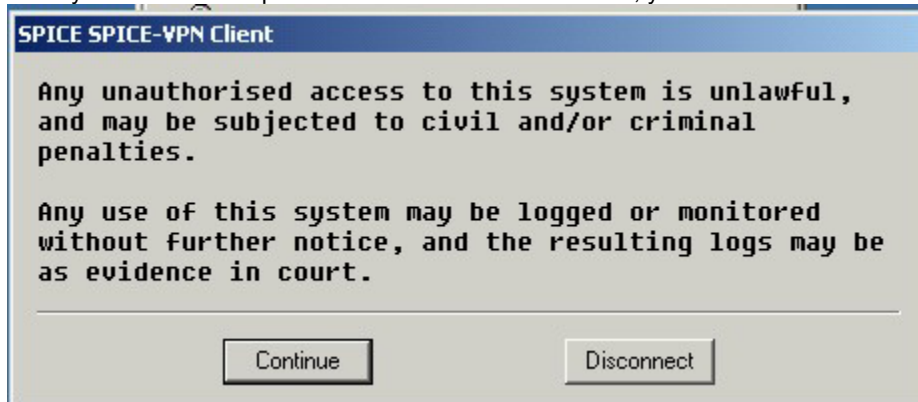 SPICE SPICE-VPN Client
Any unauthorised access to this system is unlawful,
and may be subjected to civil and/or criminal
penalties.
Any use of this system may be logged or monitored
without further notice, and the resulting logs may be
as evidence in court.
Continue
Disconnect